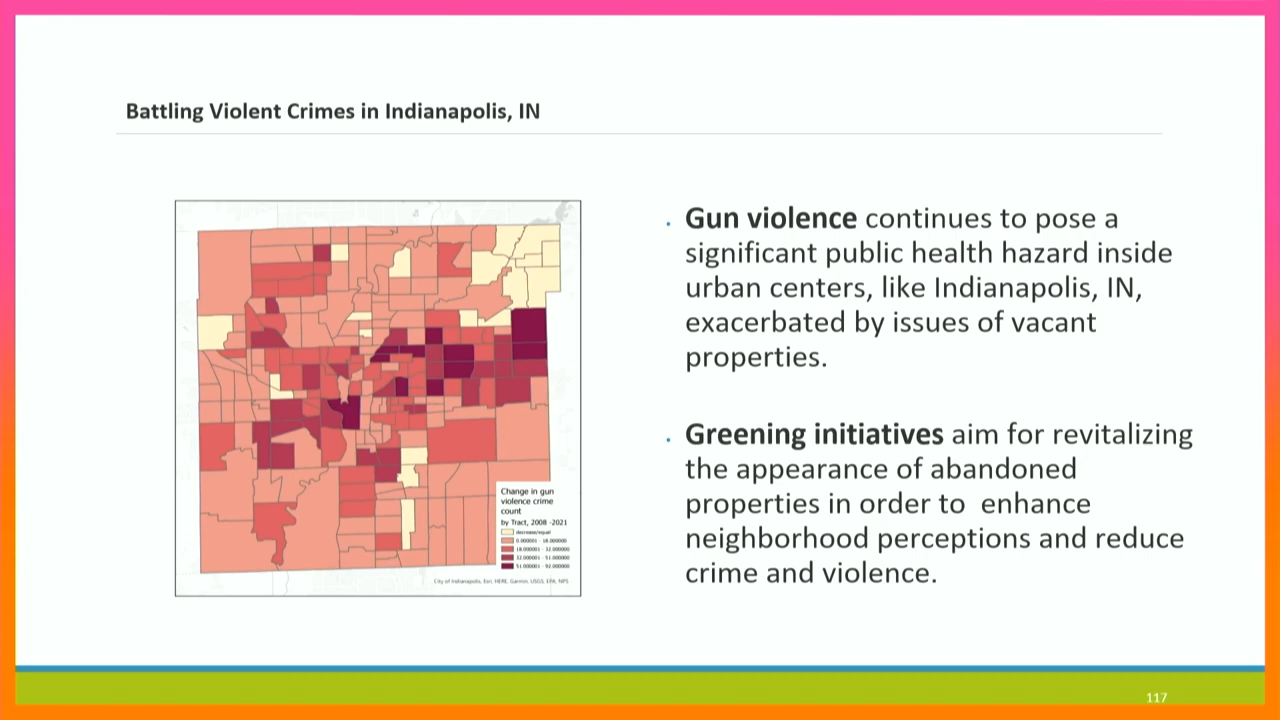 Battling Violent Crimes in Indianapolis, IN
Gun violence continues to pose a
significant public health hazard inside
urban centers, like Indianapolis, IN,
exacerbated by issues of vacant
properties.
Greening initiatives aim for revitalizing
the appearance of abandoned
properties in order to enhance
neighborhood perceptions and reduce
crime and violence.
Change in gun
violence crime
count
by Tract, 2008 -2021
decrease/equal
0.000001 - 18.000000
18.000001 - 32.000000
32.000001 - 51.000000
51.000001 - 92.000000
City of Indianapolis, Esri, HERE, Garmin, USGS, EPA, NPS
117